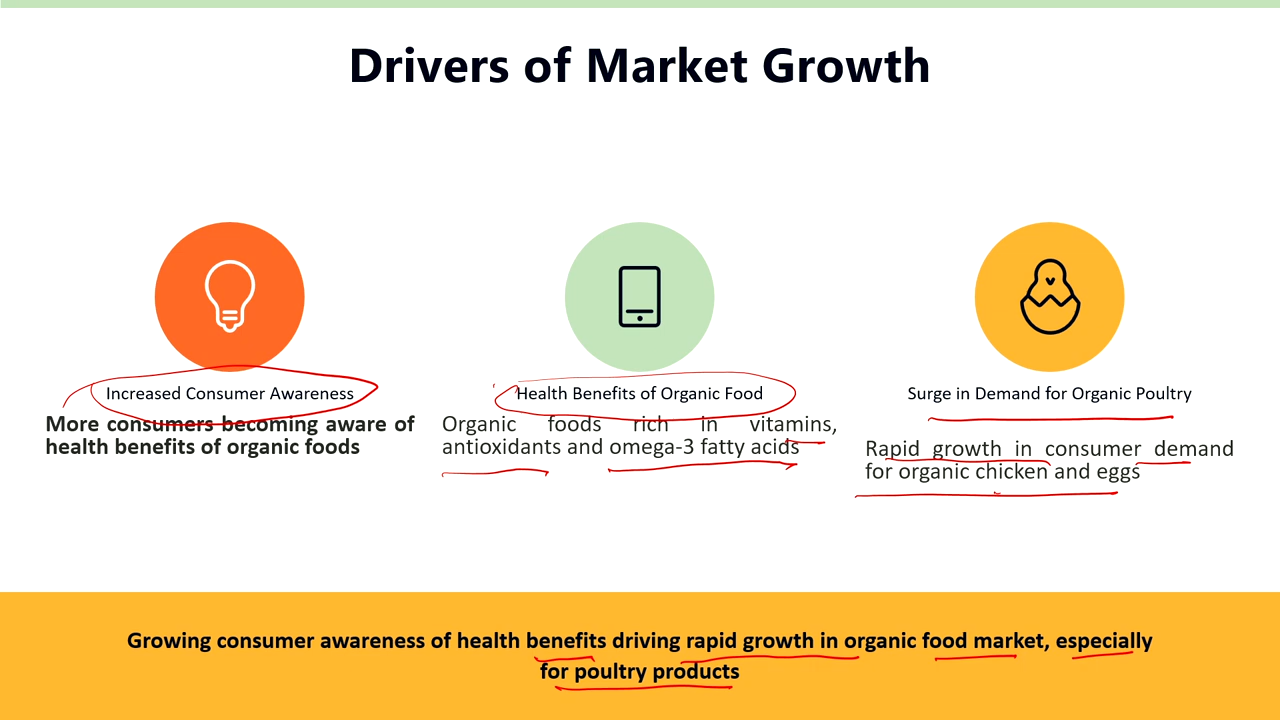 Drivers of Market Growth
Increased Consumer Awareness
More consumers becoming aware of
health benefits of organic foods
Health Benefits of Organic Food
Organic foods rich in vitamins,
antioxidants and omega-3 fatty acids
Surge in Demand for Organic Poultry
Rapid growth in consumer demand
for organic chicken and eggs
Growing consumer awareness of health benefits driving rapid growth in organic food market, especially
for poultry products